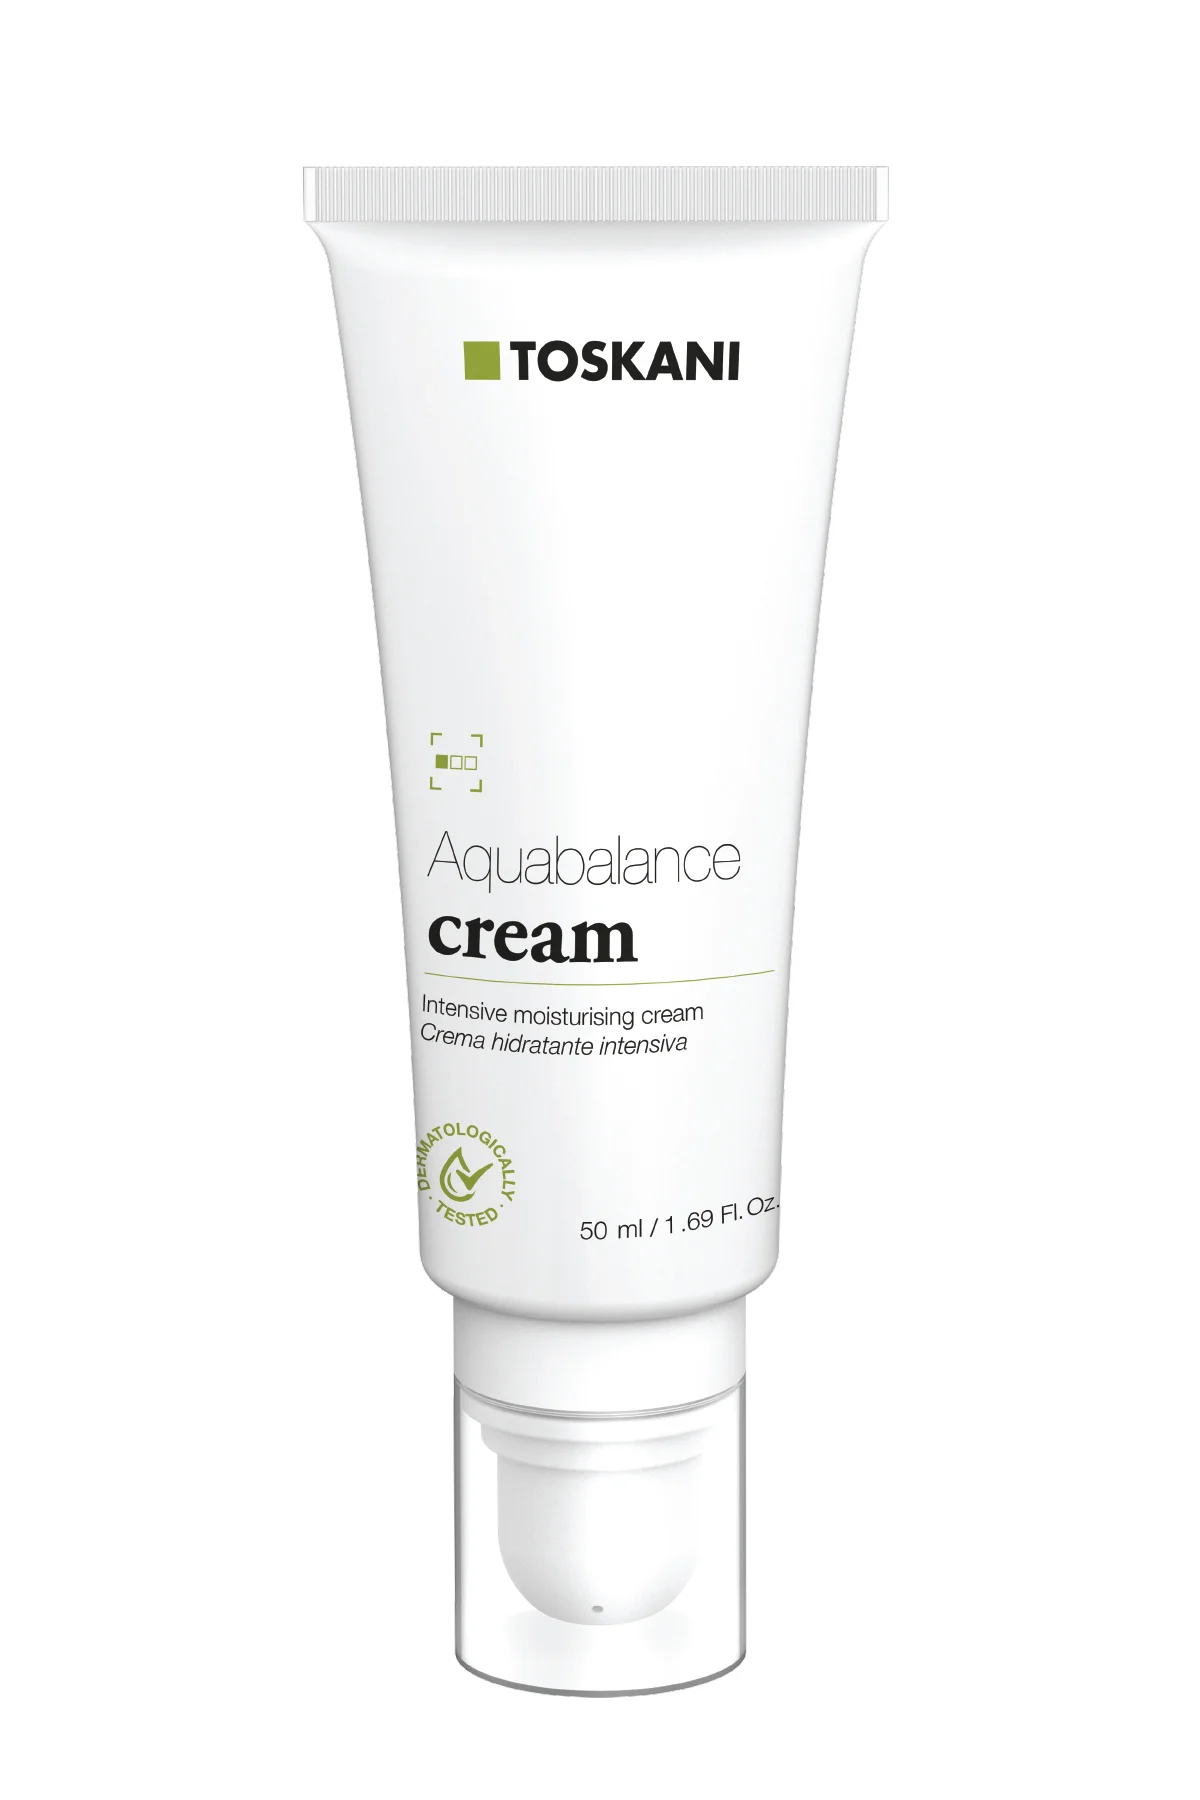 TOSKANI
Aquabalance
cream
Intensive moisturising cream
Crema hidratante intensiva
DERMATOLOGICALLY
· TESTED ·
50 ml / 1.69 Fl. Oz.